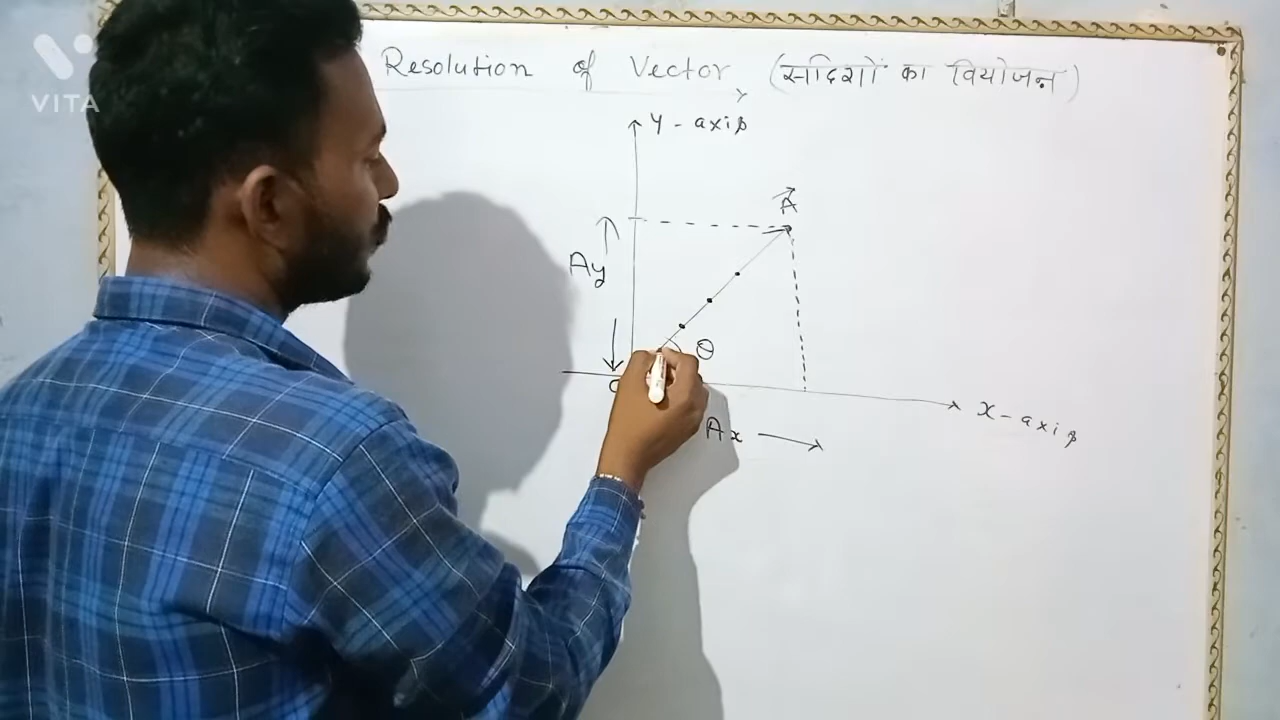 VITA
Resolution of Vector (सदिशों का वियोजन)
Y - axis
A
Ay
θ
Ax
x - axis